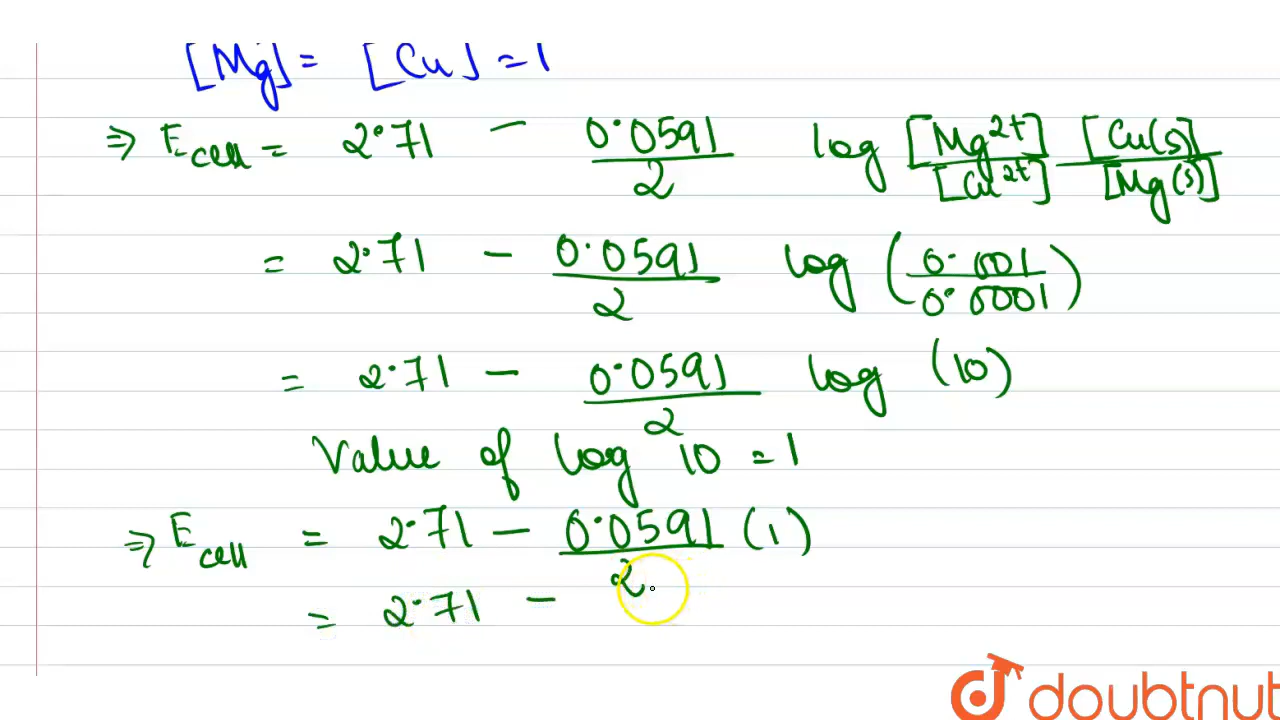 [Mg] = [Cu] = 1
⇒ Ecell = 2.71 − 0.0591/2 log [Mg2+]/[Cu2+] [Cu(s)]/[Mg(s)]
= 2.71 − 0.0591/2 log (0.001/0.0001)
= 2.71 − 0.0591/2 log (10)
Value of log 10 = 1
⇒ Ecell = 2.71 − 0.0591/2 (1)
= 2.71 −
doubtnut